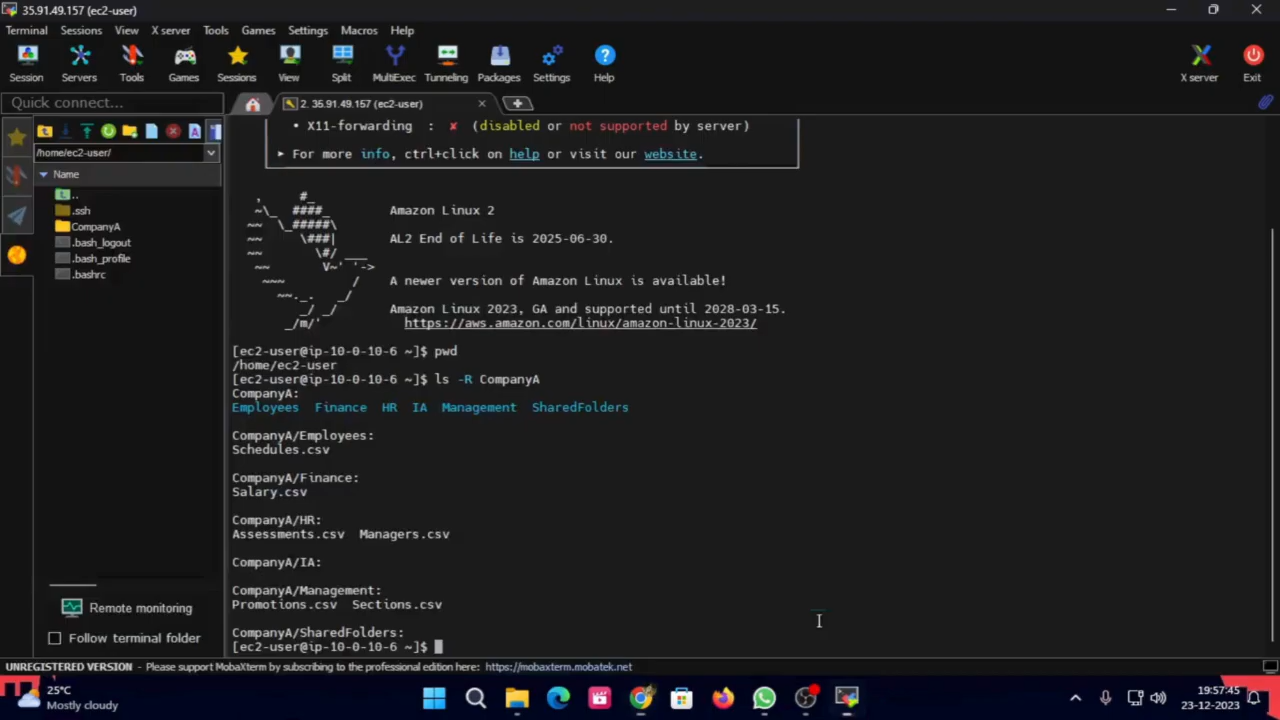 35.91.49.157 (ec2-user)
Terminal Sessions View X server Tools Games Settings Macros Help
Session Servers Tools Games Sessions View Split MultiExec Tunneling Packages Settings Help X server Exit
Quick connect...
2. 35.91.49.157 (ec2-user)
/home/ec2-user/
Name
..
.ssh
CompanyA
.bash_logout
.bash_profile
.bashrc
Remote monitoring
Follow terminal folder
• X11-forwarding : ✘ (disabled or not supported by server)
► For more info, ctrl+click on help or visit our website.
, #_
~\_ ####_ Amazon Linux 2
~~ \_#####\
~~ \###| AL2 End of Life is 2025-06-30.
~~ \#/ ___
~~ V~' '->
~~~ / A newer version of Amazon Linux is available!
~~._. _/
_/ _/ Amazon Linux 2023, GA and supported until 2028-03-15.
_/m/' https://aws.amazon.com/linux/amazon-linux-2023/
[ec2-user@ip-10-0-10-6 ~]$ pwd
/home/ec2-user
[ec2-user@ip-10-0-10-6 ~]$ ls -R CompanyA
CompanyA:
Employees Finance HR IA Management SharedFolders
CompanyA/Employees:
Schedules.csv
CompanyA/Finance:
Salary.csv
CompanyA/HR:
Assessments.csv Managers.csv
CompanyA/IA:
CompanyA/Management:
Promotions.csv Sections.csv
CompanyA/SharedFolders:
[ec2-user@ip-10-0-10-6 ~]$
UNREGISTERED VERSION - Please support MobaXterm by subscribing to the professional edition here: https://mobaxterm.mobatek.net
25°C
Mostly cloudy
19:57:45
23-12-2023